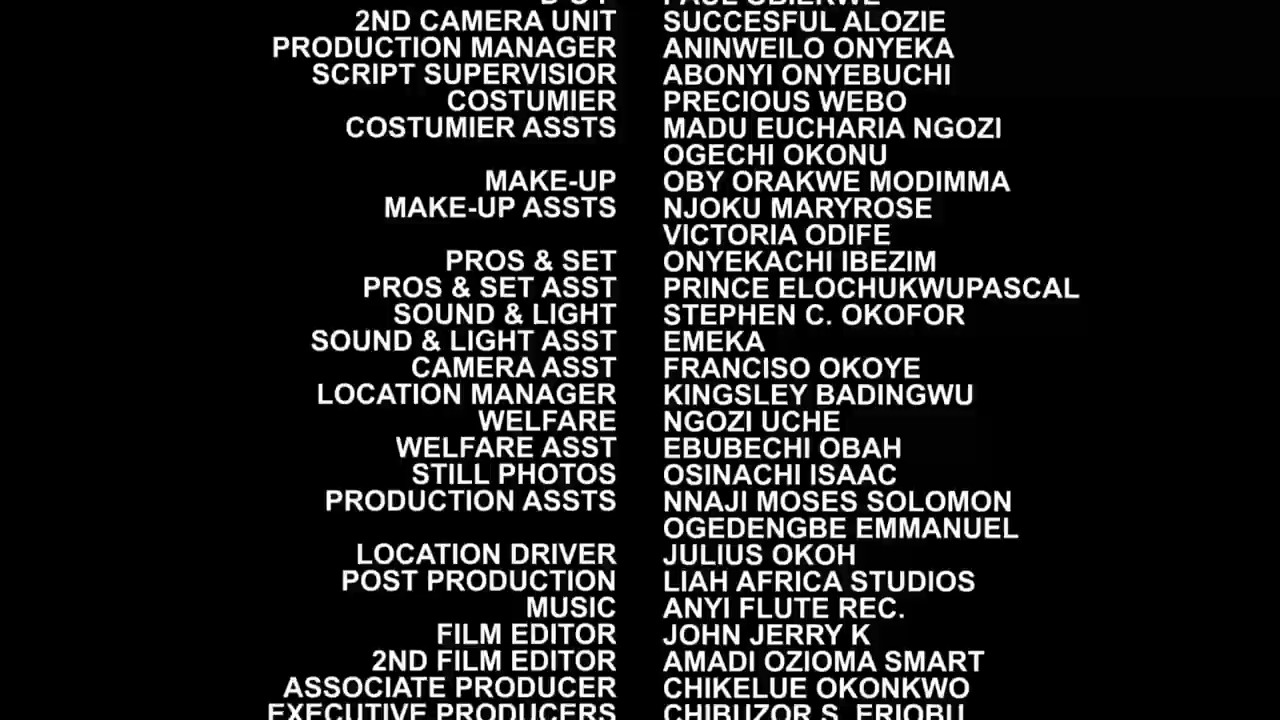 2ND CAMERA UNIT SUCCESFUL ALOZIE
PRODUCTION MANAGER ANINWEILO ONYEKA
SCRIPT SUPERVISIOR ABONYI ONYEBUCHI
COSTUMIER PRECIOUS WEBO
COSTUMIER ASSTS MADU EUCHARIA NGOZI
OGECHI OKONU
MAKE-UP OBY ORAKWE MODIMMA
MAKE-UP ASSTS NJOKU MARYROSE
VICTORIA ODIFE
PROS & SET ONYEKACHI IBEZIM
PROS & SET ASST PRINCE ELOCHUKWUPASCAL
SOUND & LIGHT STEPHEN C. OKOFOR
SOUND & LIGHT ASST EMEKA
CAMERA ASST FRANCISO OKOYE
LOCATION MANAGER KINGSLEY BADINGWU
WELFARE NGOZI UCHE
WELFARE ASST EBUBECHI OBAH
STILL PHOTOS OSINACHI ISAAC
PRODUCTION ASSTS NNAJI MOSES SOLOMON
OGEDENGBE EMMANUEL
LOCATION DRIVER JULIUS OKOH
POST PRODUCTION LIAH AFRICA STUDIOS
MUSIC ANYI FLUTE REC.
FILM EDITOR JOHN JERRY K
2ND FILM EDITOR AMADI OZIOMA SMART
ASSOCIATE PRODUCER CHIKELUE OKONKWO
EXECUTIVE PRODUCERS CHIBUZOR S.